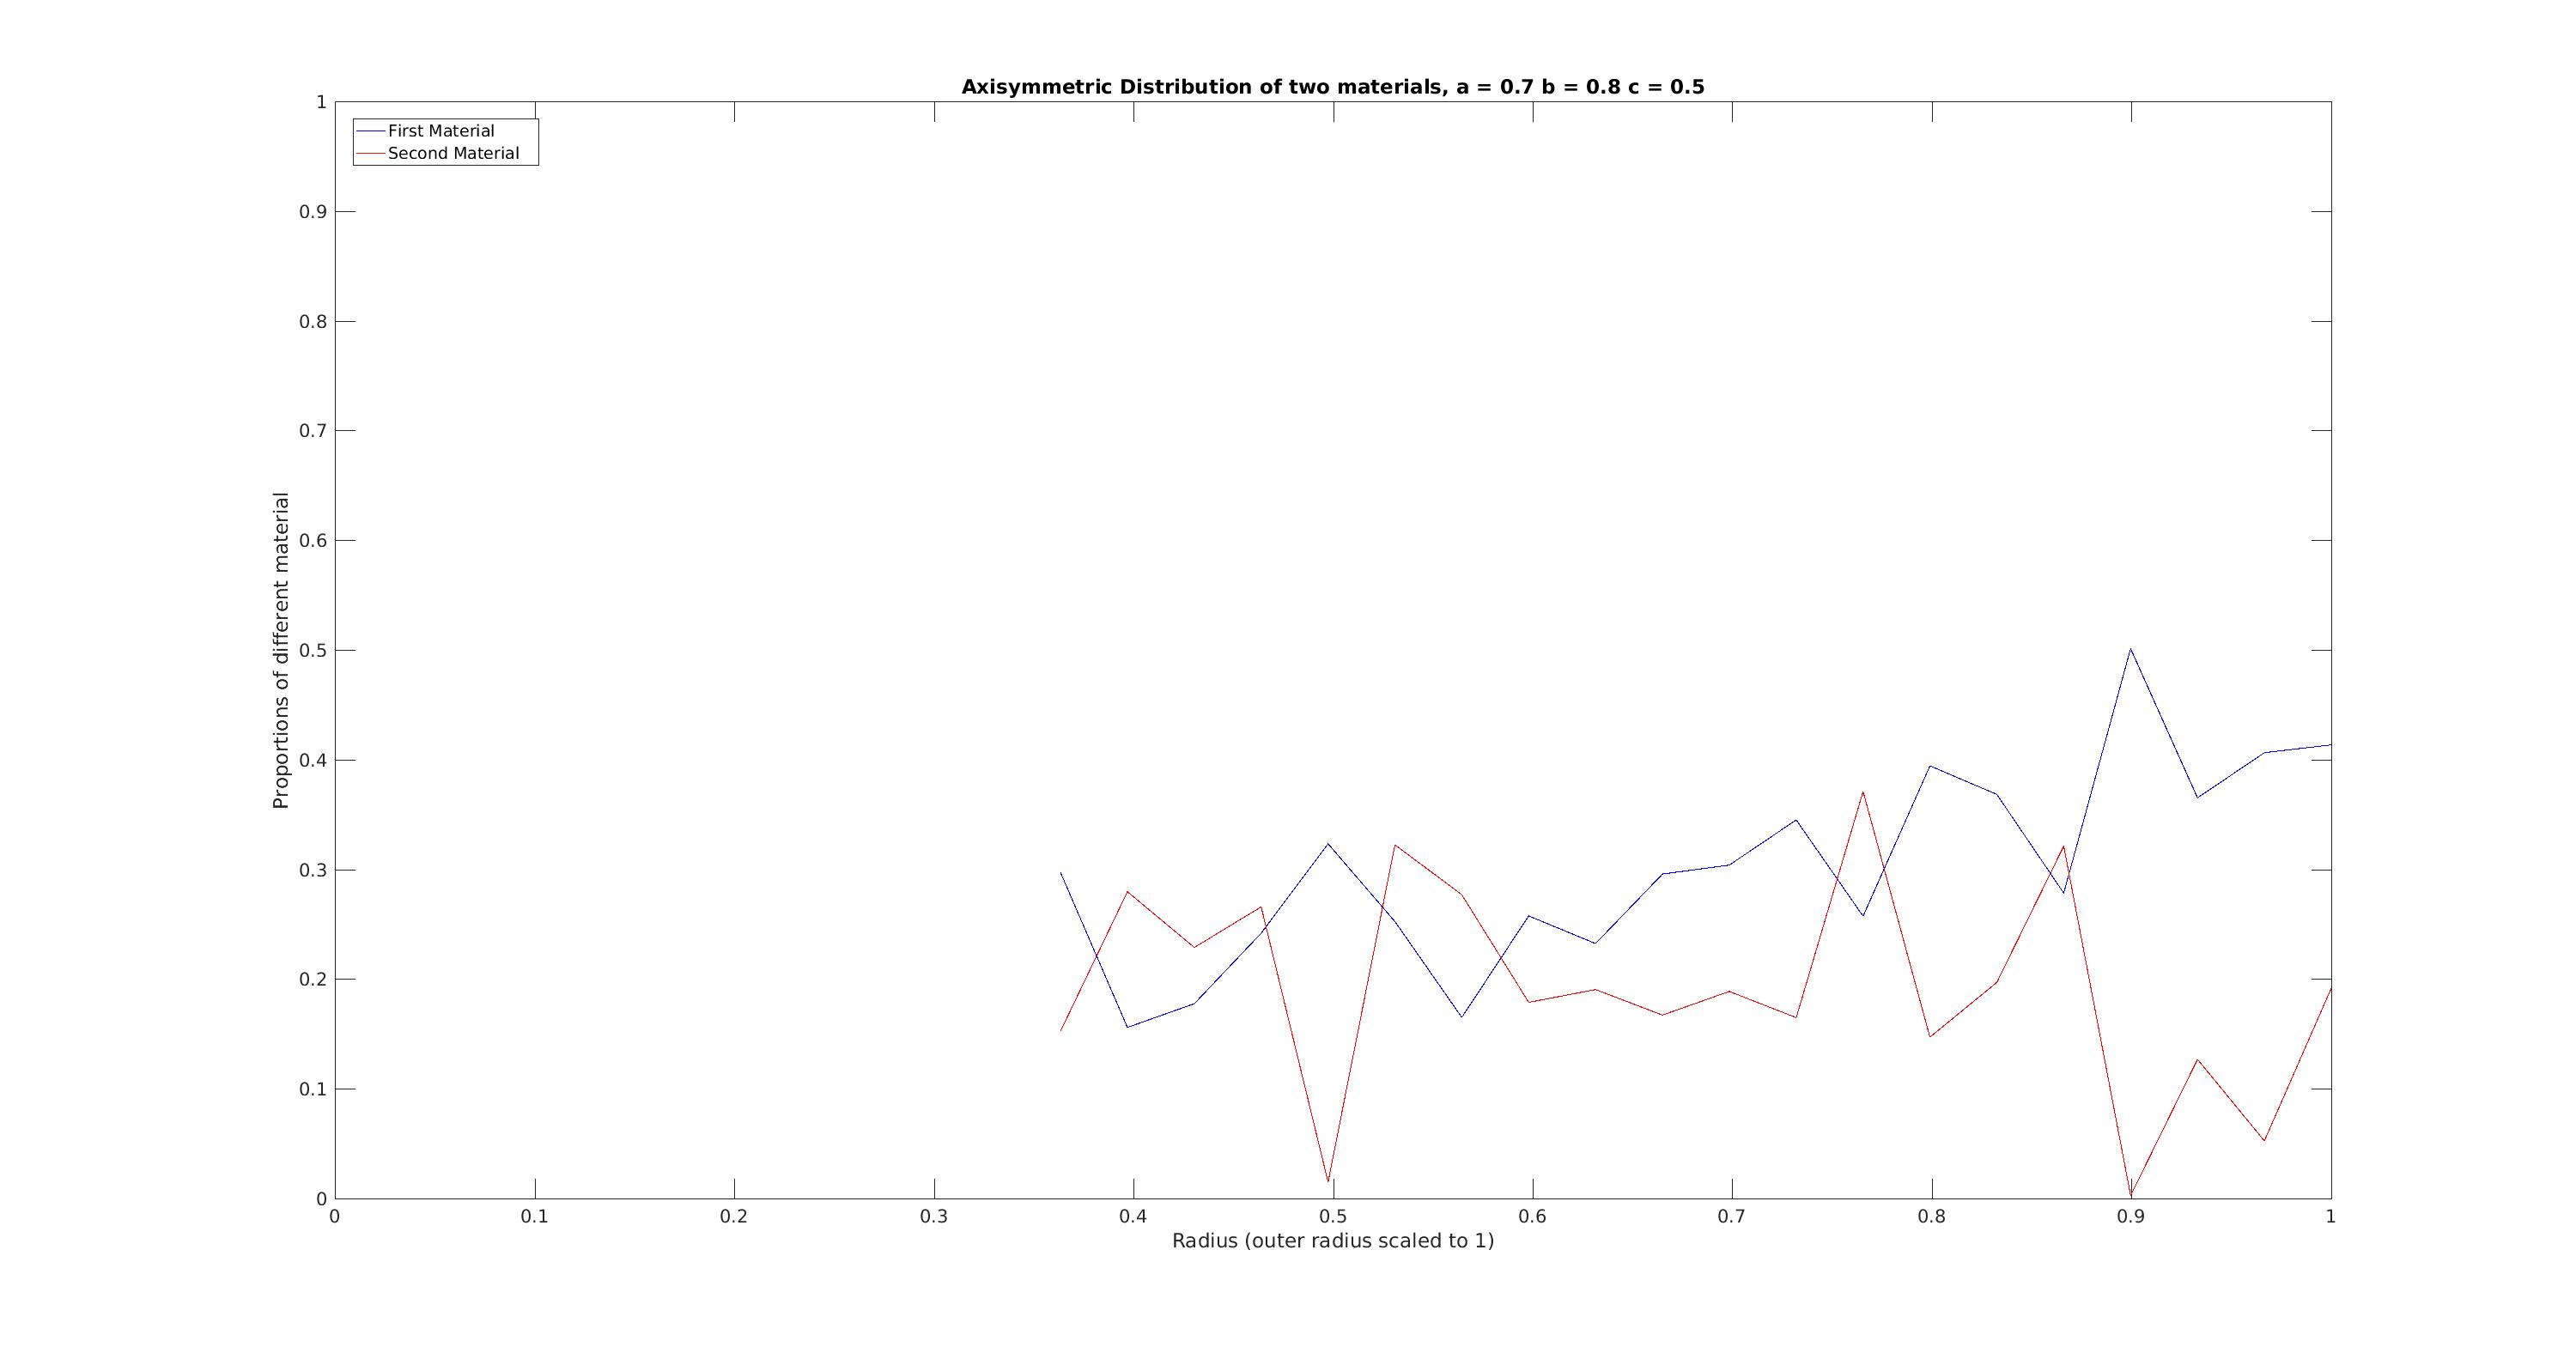 Axisymmetric Distribution of two materials, a = 0.7 b = 0.8 c = 0.5
First Material
Second Material
1
0.9
0.8
0.7
0.6
0.5
0.4
0.3
0.2
0.1
0
Proportions of different material
0 0.1 0.2 0.3 0.4 0.5 0.6 0.7 0.8 0.9 1
Radius (outer radius scaled to 1)